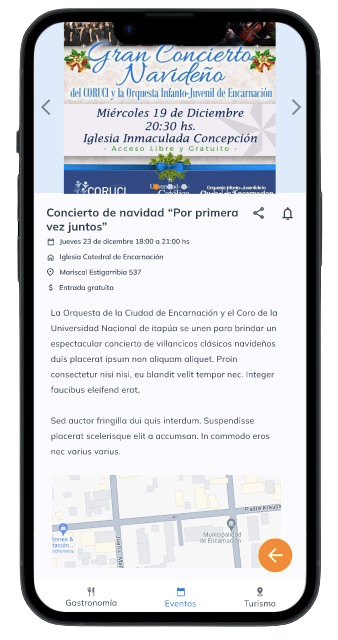 Gran Concierto
Navideño
del CORUCI y la Orquesta Infanto-Juvenil de Encarnación
Miércoles 19 de Diciembre
20:30 hs.
Iglesia Inmaculada Concepción
- Acceso Libre y Gratuito -
CORUCI
Universidad
Católica
Concierto de navidad “Por primera
vez juntos”
Jueves 23 de diciembre 18:00 a 21:00 hs
Iglesia Catedral de Encarnación
Mariscal Estigarribia 537
Entrada gratuita
La Orquesta de la Ciudad de Encarnación y el Coro de la
Universidad Nacional de itapúa se unen para brindar un
espectacular concierto de villancicos clásicos navideños
duis placerat ipsum non aliquam aliquet. Proin
consectetur nisi nisi, eu blandit velit tempor nec. Integer
faucibus eleifend erat,
Sed auctor fringilla dui quis interdum. Suspendisse
placerat scelerisque elit a accumsan. In commodo eros
nec varius varius.
Padre Kreusser
Municipalidad
de Encarnación
Gastronomía
Eventos
Turismo